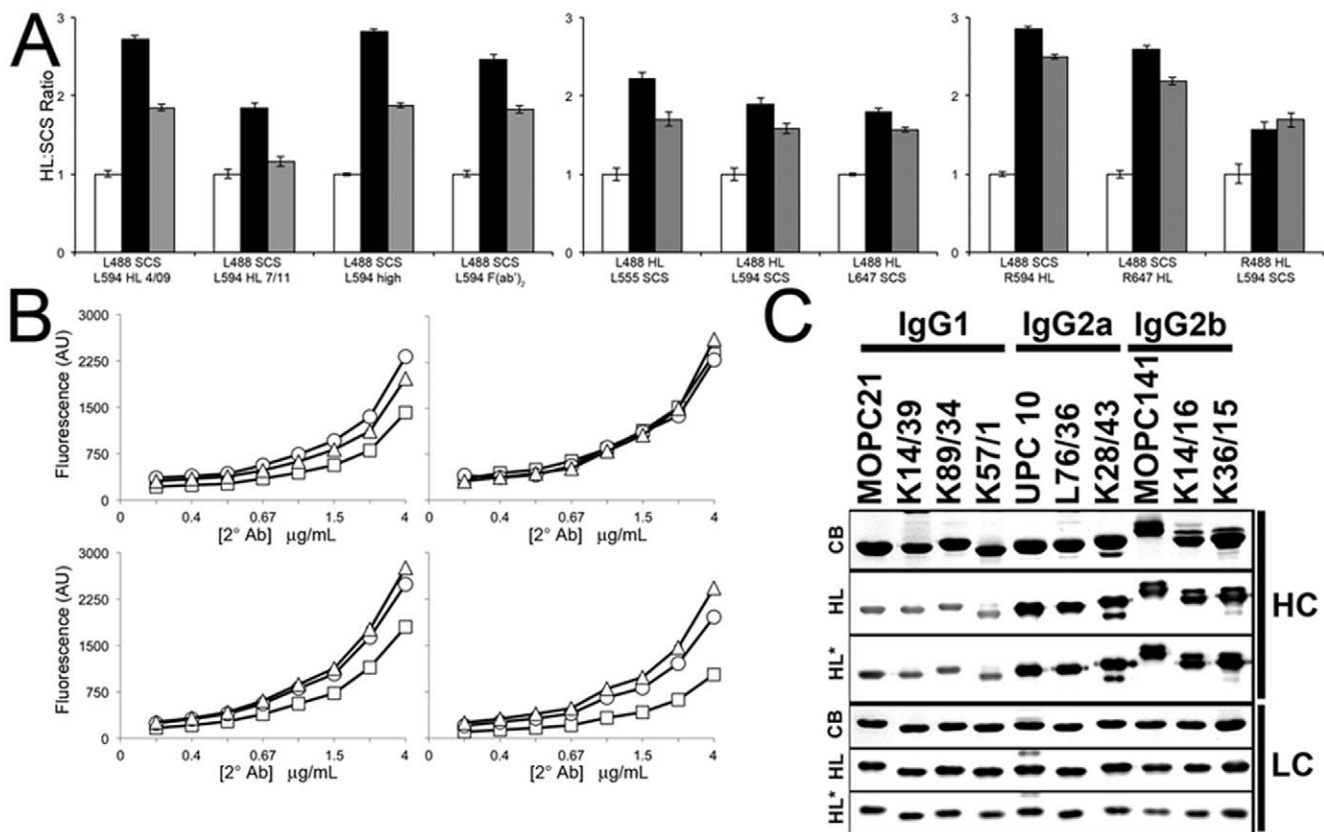 A
HL:SCS Ratio
3
2
1
0
L488 SCS
L594 HL 4/09
L488 SCS
L594 HL 7/11
L488 SCS
L594 high
L488 SCS
L594 F(ab')₂
3
2
1
0
L488 HL
L555 SCS
L488 HL
L594 SCS
L488 HL
L647 SCS
3
2
1
0
L488 SCS
R594 HL
L488 SCS
R647 HL
R488 HL
L594 SCS
B
Fluorescence (AU)
3000
2250
1500
750
0
0 0.4 0.67 1.5 4
[2° Ab] μg/mL
0 0.4 0.67 1.5 4
[2° Ab] μg/mL
Fluorescence (AU)
3000
2250
1500
750
0
0 0.4 0.67 1.5 4
[2° Ab] μg/mL
0 0.4 0.67 1.5 4
[2° Ab] μg/mL
C
IgG1 IgG2a IgG2b
MOPC21
K14/39
K89/34
K57/1
UPC 10
L76/36
K28/43
MOPC141
K14/16
K36/15
CB
HL
HL*
HC
CB
HL
HL*
LC